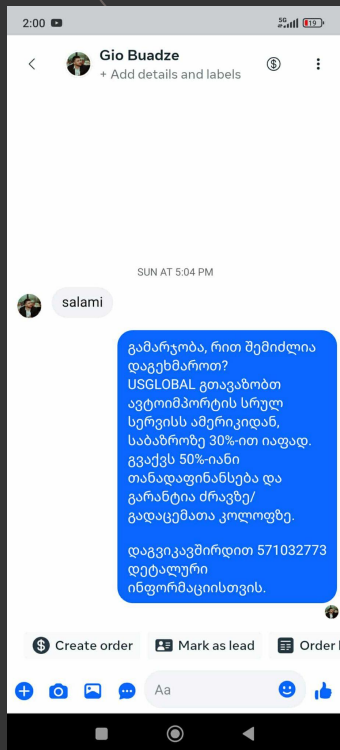 2:00
5G
19
Gio Buadze
+ Add details and labels
SUN AT 5:04 PM
salami
გამარჯობა, რით შემიძლია
დაგეხმაროთ?
USGLOBAL გთავაზობთ
ავტოიმპორტის სრულ
სერვისს ამერიკიდან,
საბაზროზე 30%-ით იაფად.
გვაქვს 50%-იანი
თანადაფინანსება და
გარანტია ძრავზე/
გადაცემათა კოლოფზე.
დაგვიკავშირდით 571032773
დეტალური
ინფორმაციისთვის.
Create order
Mark as lead
Order
Aa